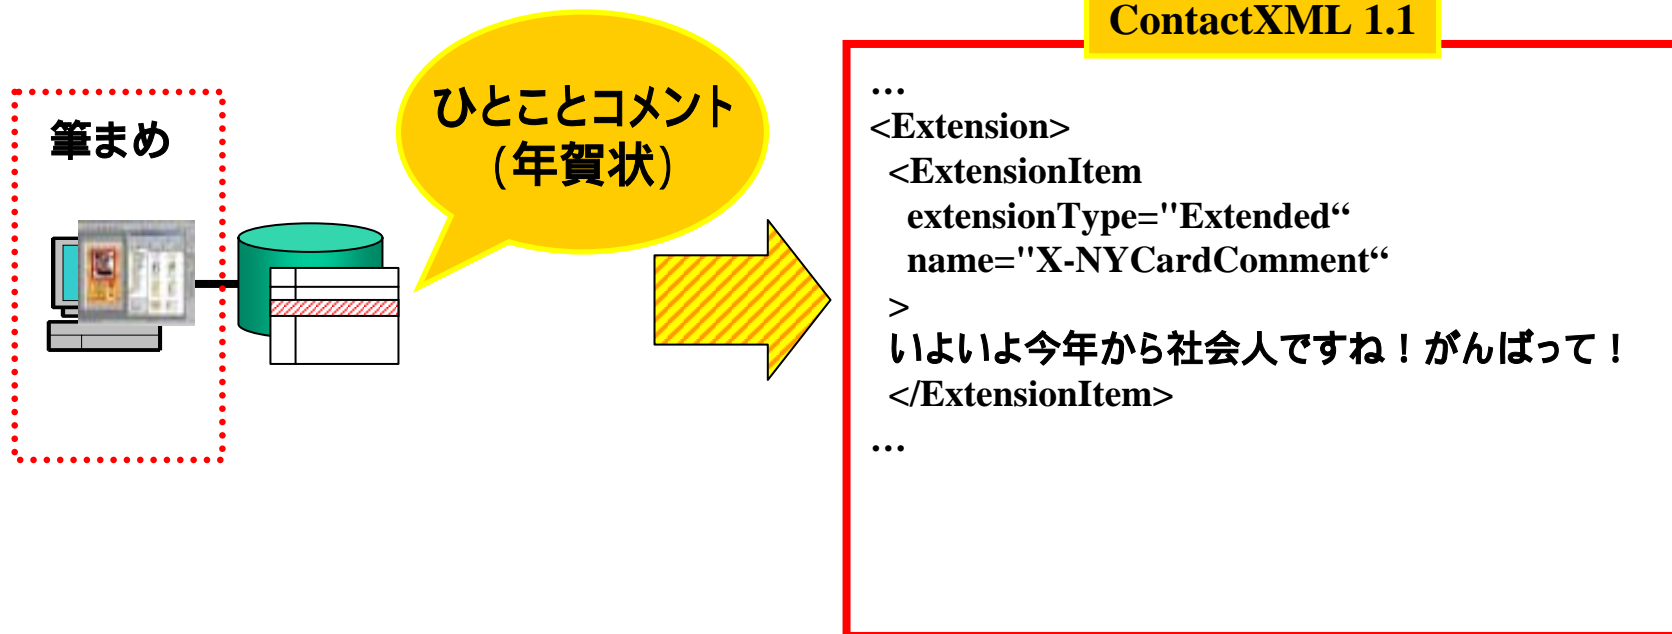 筆まめ
ひとことコメント
(年賀状)
ContactXML 1.1
…
<Extension>
<ExtensionItem
extensionType="Extended“
name="X-NYCardComment“
>
いよいよ今年から社会人ですね！がんばって！
</ExtensionItem>
…